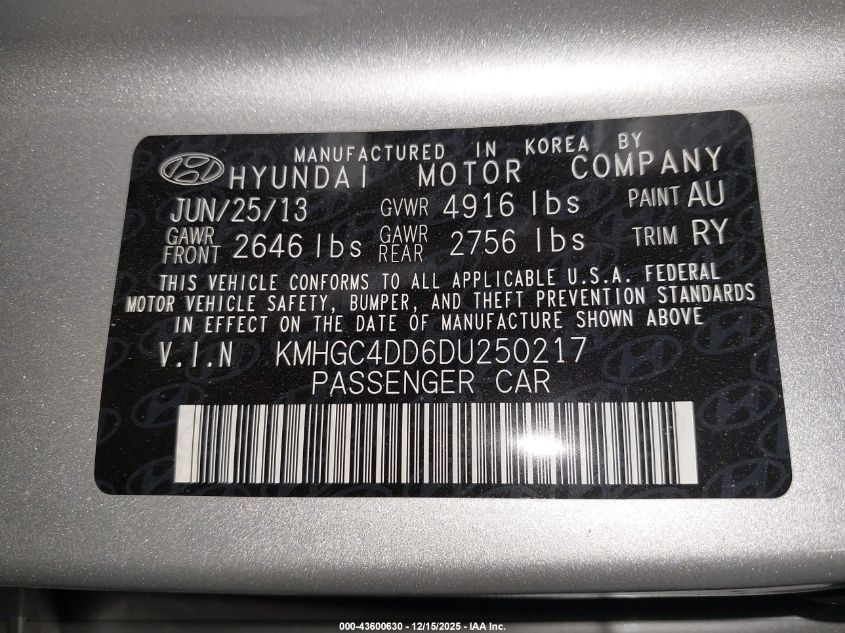 MANUFACTURED IN KOREA BY
HYUNDAI MOTOR COMPANY
JUN/25/13 GVWR 4916 lbs PAINT AU
GAWR FRONT 2646 lbs GAWR REAR 2756 lbs TRIM RY
THIS VEHICLE CONFORMS TO ALL APPLICABLE U.S.A. FEDERAL
MOTOR VEHICLE SAFETY, BUMPER, AND THEFT PREVENTION STANDARDS
IN EFFECT ON THE DATE OF MANUFACTURE SHOWN ABOVE
V.I.N KMHGC4DD6DU250217
PASSENGER CAR
000-43600630 - 12/15/2025 - IAA Inc.